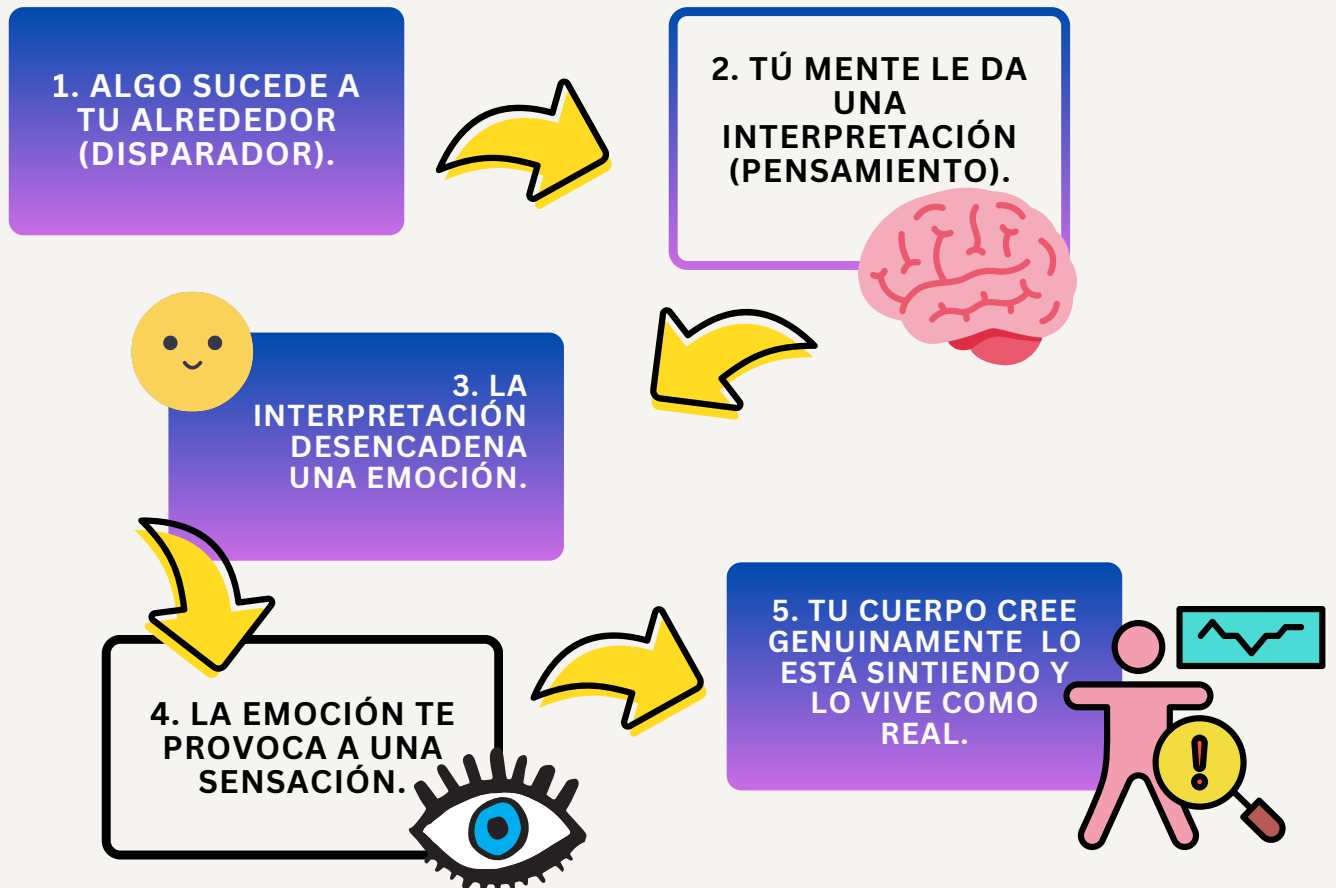 1. ALGO SUCEDE A
TU ALREDEDOR
(DISPARADOR).
2. TÚ MENTE LE DA
UNA
INTERPRETACIÓN
(PENSAMIENTO).
3. LA
INTERPRETACIÓN
DESENCADENA
UNA EMOCIÓN.
4. LA EMOCIÓN TE
PROVOCA A UNA
SENSACIÓN.
5. TU CUERPO CREE
GENUINAMENTE LO
ESTÁ SINTIENDO Y
LO VIVE COMO
REAL.